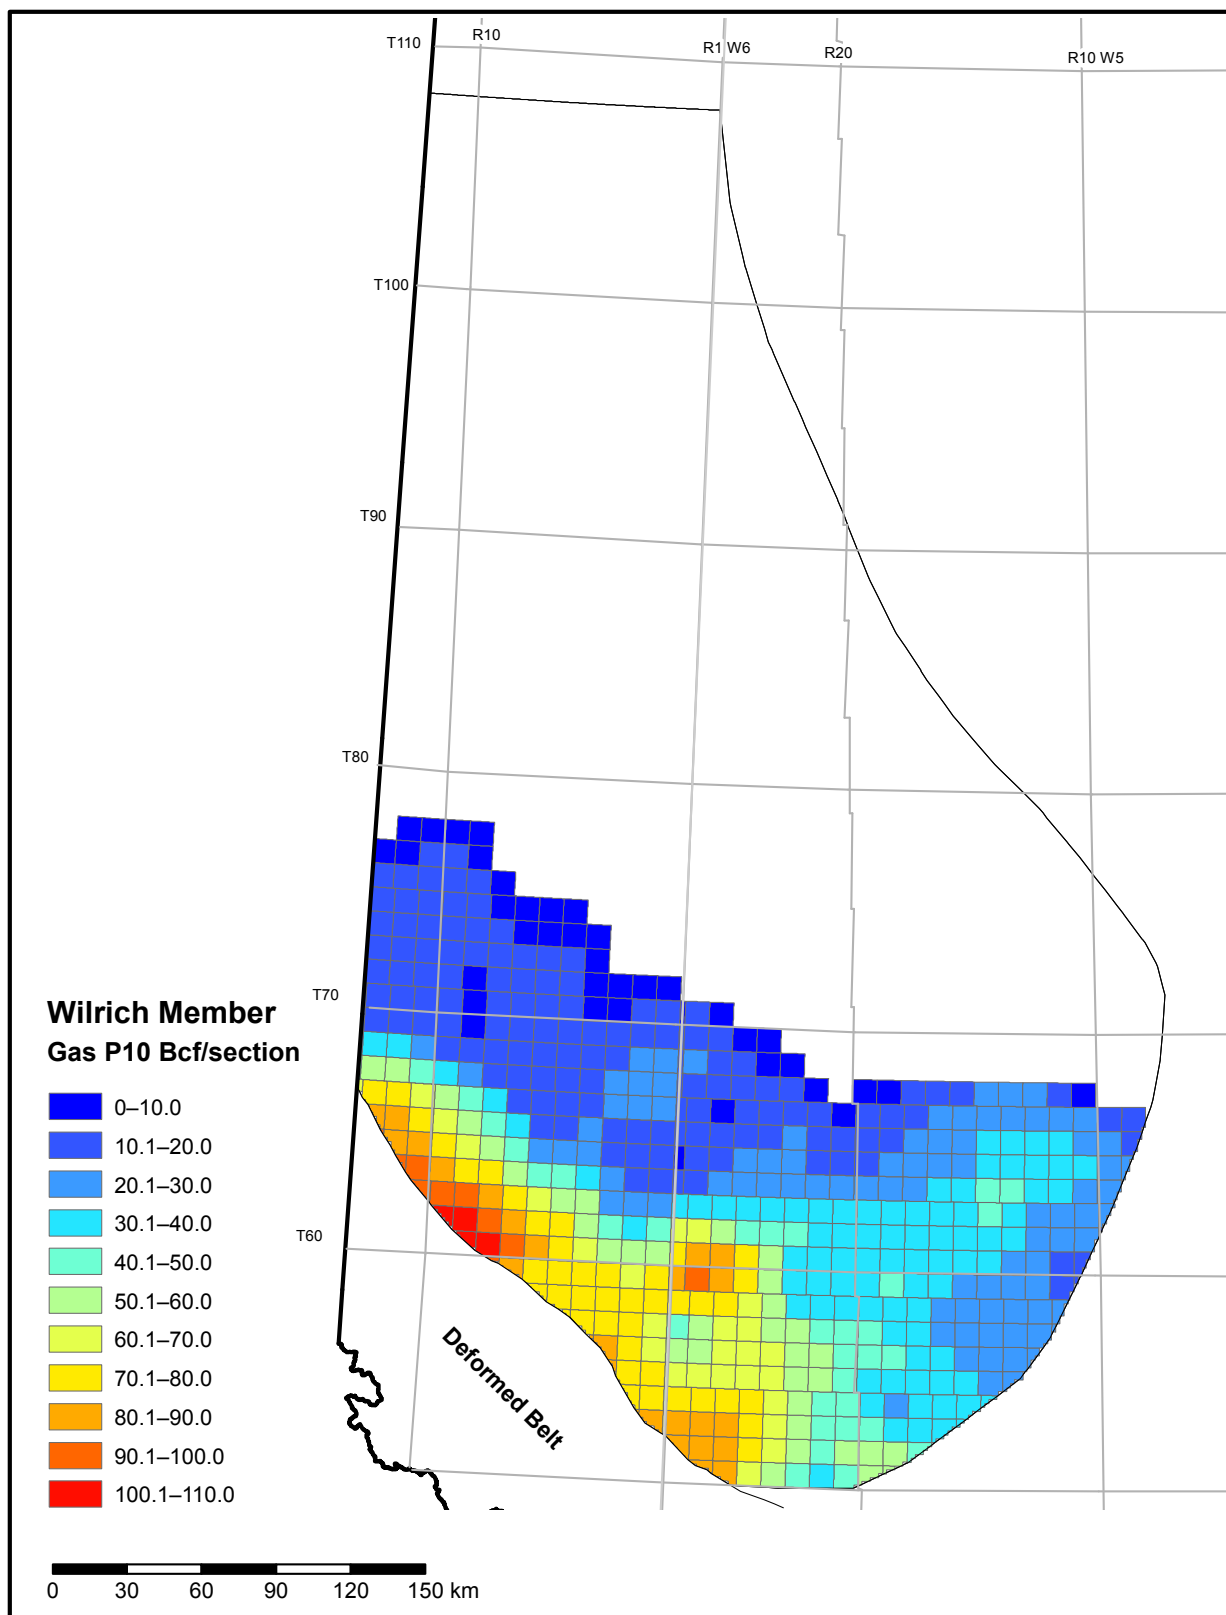 T110
R10
R1 W6
R20
R10 W5
T100
T90
T80
T70
T60
Wilrich Member
Gas P10 Bcf/section
0–10.0
10.1–20.0
20.1–30.0
30.1–40.0
40.1–50.0
50.1–60.0
60.1–70.0
70.1–80.0
80.1–90.0
90.1–100.0
100.1–110.0
Deformed Belt
0 30 60 90 120 150 km